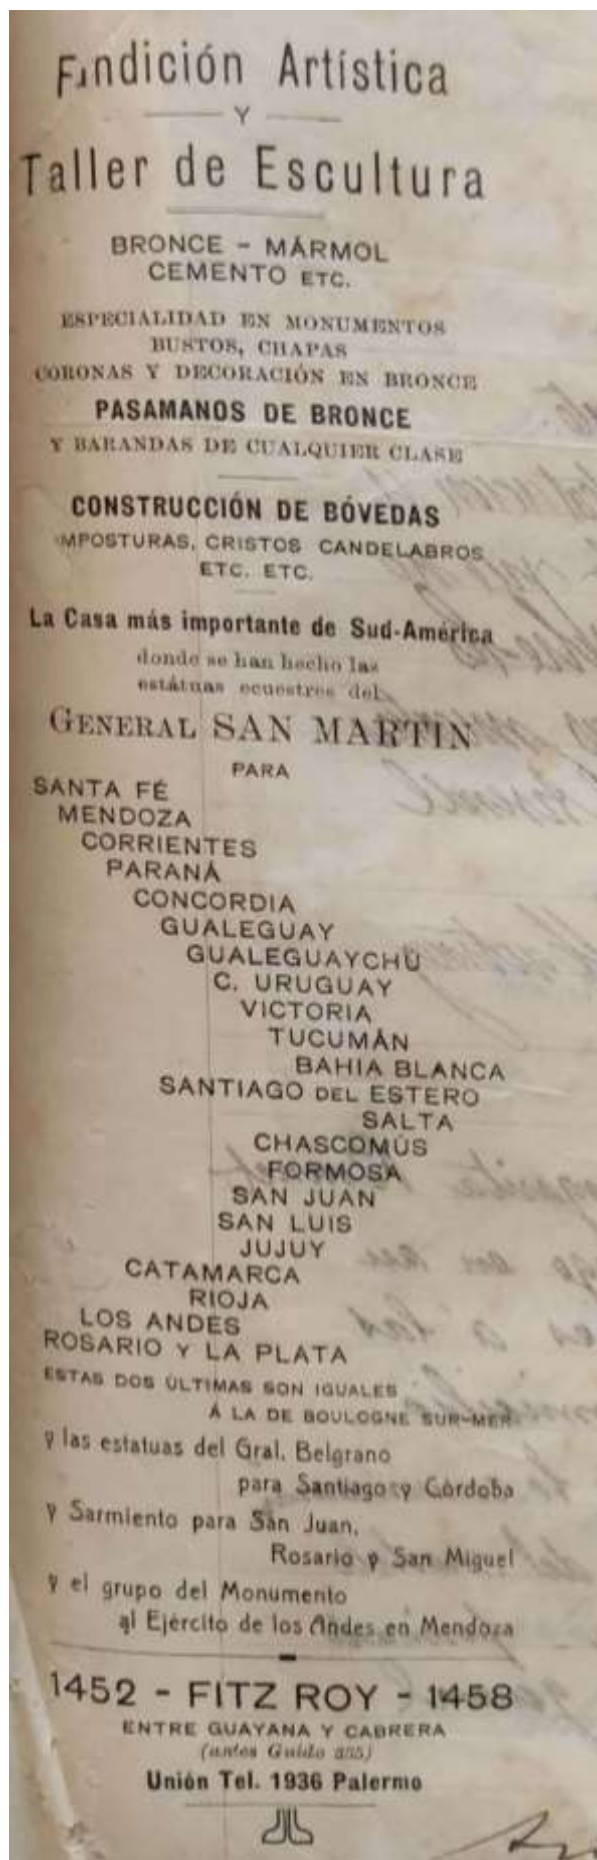 Fundición Artística
Y
Taller de Escultura
BRONCE - MÁRMOL
CEMENTO ETC.
ESPECIALIDAD EN MONUMENTOS
BUSTOS, CHAPAS
CORONAS Y DECORACIÓN EN BRONCE
PASAMANOS DE BRONCE
Y BARANDAS DE CUALQUIER CLASE
CONSTRUCCIÓN DE BÓVEDAS
IMPOSTURAS, CRISTOS CANDELABROS
ETC. ETC.
La Casa más importante de Sud-América
donde se han hecho las
estátuas ecuestres del
GENERAL SAN MARTIN
PARA
SANTA FÉ
MENDOZA
CORRIENTES
PARANÁ
CONCORDIA
GUALEGUAY
GUALEGUAYCHÚ
C. URUGUAY
VICTORIA
TUCUMÁN
BAHIA BLANCA
SANTIAGO DEL ESTERO
SALTA
CHASCOMÚS
FORMOSA
SAN JUAN
SAN LUIS
JUJUY
CATAMARCA
RIOJA
LOS ANDES
ROSARIO Y LA PLATA
ESTAS DOS ÚLTIMAS SON IGUALES
Á LA DE BOULOGNE SUR-MER
y las estatuas del Gral. Belgrano
para Santiago y Córdoba
y Sarmiento para San Juan,
Rosario y San Miguel
y el grupo del Monumento
al Ejército de los Andes en Mendoza
1452 - FITZ ROY - 1458
ENTRE GUAYANA Y CABRERA
(antes Guido 355)
Unión Tel. 1936 Palermo